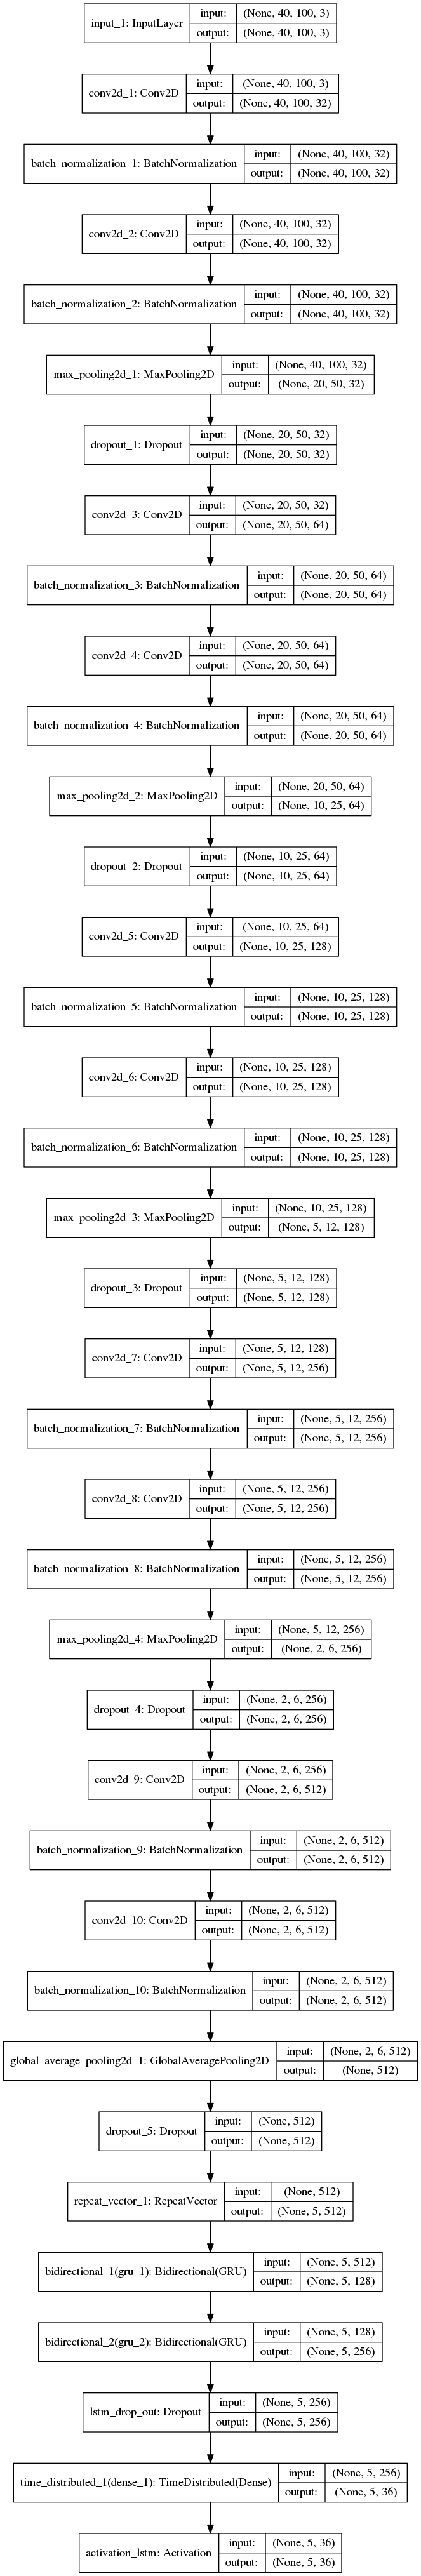 input_1: InputLayer
input: (None, 40, 100, 3)
output: (None, 40, 100, 3)
conv2d_1: Conv2D
input: (None, 40, 100, 3)
output: (None, 40, 100, 32)
batch_normalization_1: BatchNormalization
input: (None, 40, 100, 32)
output: (None, 40, 100, 32)
conv2d_2: Conv2D
input: (None, 40, 100, 32)
output: (None, 40, 100, 32)
batch_normalization_2: BatchNormalization
input: (None, 40, 100, 32)
output: (None, 40, 100, 32)
max_pooling2d_1: MaxPooling2D
input: (None, 40, 100, 32)
output: (None, 20, 50, 32)
dropout_1: Dropout
input: (None, 20, 50, 32)
output: (None, 20, 50, 32)
conv2d_3: Conv2D
input: (None, 20, 50, 32)
output: (None, 20, 50, 64)
batch_normalization_3: BatchNormalization
input: (None, 20, 50, 64)
output: (None, 20, 50, 64)
conv2d_4: Conv2D
input: (None, 20, 50, 64)
output: (None, 20, 50, 64)
batch_normalization_4: BatchNormalization
input: (None, 20, 50, 64)
output: (None, 20, 50, 64)
max_pooling2d_2: MaxPooling2D
input: (None, 20, 50, 64)
output: (None, 10, 25, 64)
dropout_2: Dropout
input: (None, 10, 25, 64)
output: (None, 10, 25, 64)
conv2d_5: Conv2D
input: (None, 10, 25, 64)
output: (None, 10, 25, 128)
batch_normalization_5: BatchNormalization
input: (None, 10, 25, 128)
output: (None, 10, 25, 128)
conv2d_6: Conv2D
input: (None, 10, 25, 128)
output: (None, 10, 25, 128)
batch_normalization_6: BatchNormalization
input: (None, 10, 25, 128)
output: (None, 10, 25, 128)
max_pooling2d_3: MaxPooling2D
input: (None, 10, 25, 128)
output: (None, 5, 12, 128)
dropout_3: Dropout
input: (None, 5, 12, 128)
output: (None, 5, 12, 128)
conv2d_7: Conv2D
input: (None, 5, 12, 128)
output: (None, 5, 12, 256)
batch_normalization_7: BatchNormalization
input: (None, 5, 12, 256)
output: (None, 5, 12, 256)
conv2d_8: Conv2D
input: (None, 5, 12, 256)
output: (None, 5, 12, 256)
batch_normalization_8: BatchNormalization
input: (None, 5, 12, 256)
output: (None, 5, 12, 256)
max_pooling2d_4: MaxPooling2D
input: (None, 5, 12, 256)
output: (None, 2, 6, 256)
dropout_4: Dropout
input: (None, 2, 6, 256)
output: (None, 2, 6, 256)
conv2d_9: Conv2D
input: (None, 2, 6, 256)
output: (None, 2, 6, 512)
batch_normalization_9: BatchNormalization
input: (None, 2, 6, 512)
output: (None, 2, 6, 512)
conv2d_10: Conv2D
input: (None, 2, 6, 512)
output: (None, 2, 6, 512)
batch_normalization_10: BatchNormalization
input: (None, 2, 6, 512)
output: (None, 2, 6, 512)
global_average_pooling2d_1: GlobalAveragePooling2D
input: (None, 2, 6, 512)
output: (None, 512)
dropout_5: Dropout
input: (None, 512)
output: (None, 512)
repeat_vector_1: RepeatVector
input: (None, 512)
output: (None, 5, 512)
bidirectional_1(gru_1): Bidirectional(GRU)
input: (None, 5, 512)
output: (None, 5, 128)
bidirectional_2(gru_2): Bidirectional(GRU)
input: (None, 5, 128)
output: (None, 5, 256)
lstm_drop_out: Dropout
input: (None, 5, 256)
output: (None, 5, 256)
time_distributed_1(dense_1): TimeDistributed(Dense)
input: (None, 5, 256)
output: (None, 5, 36)
activation_lstm: Activation
input: (None, 5, 36)
output: (None, 5, 36)